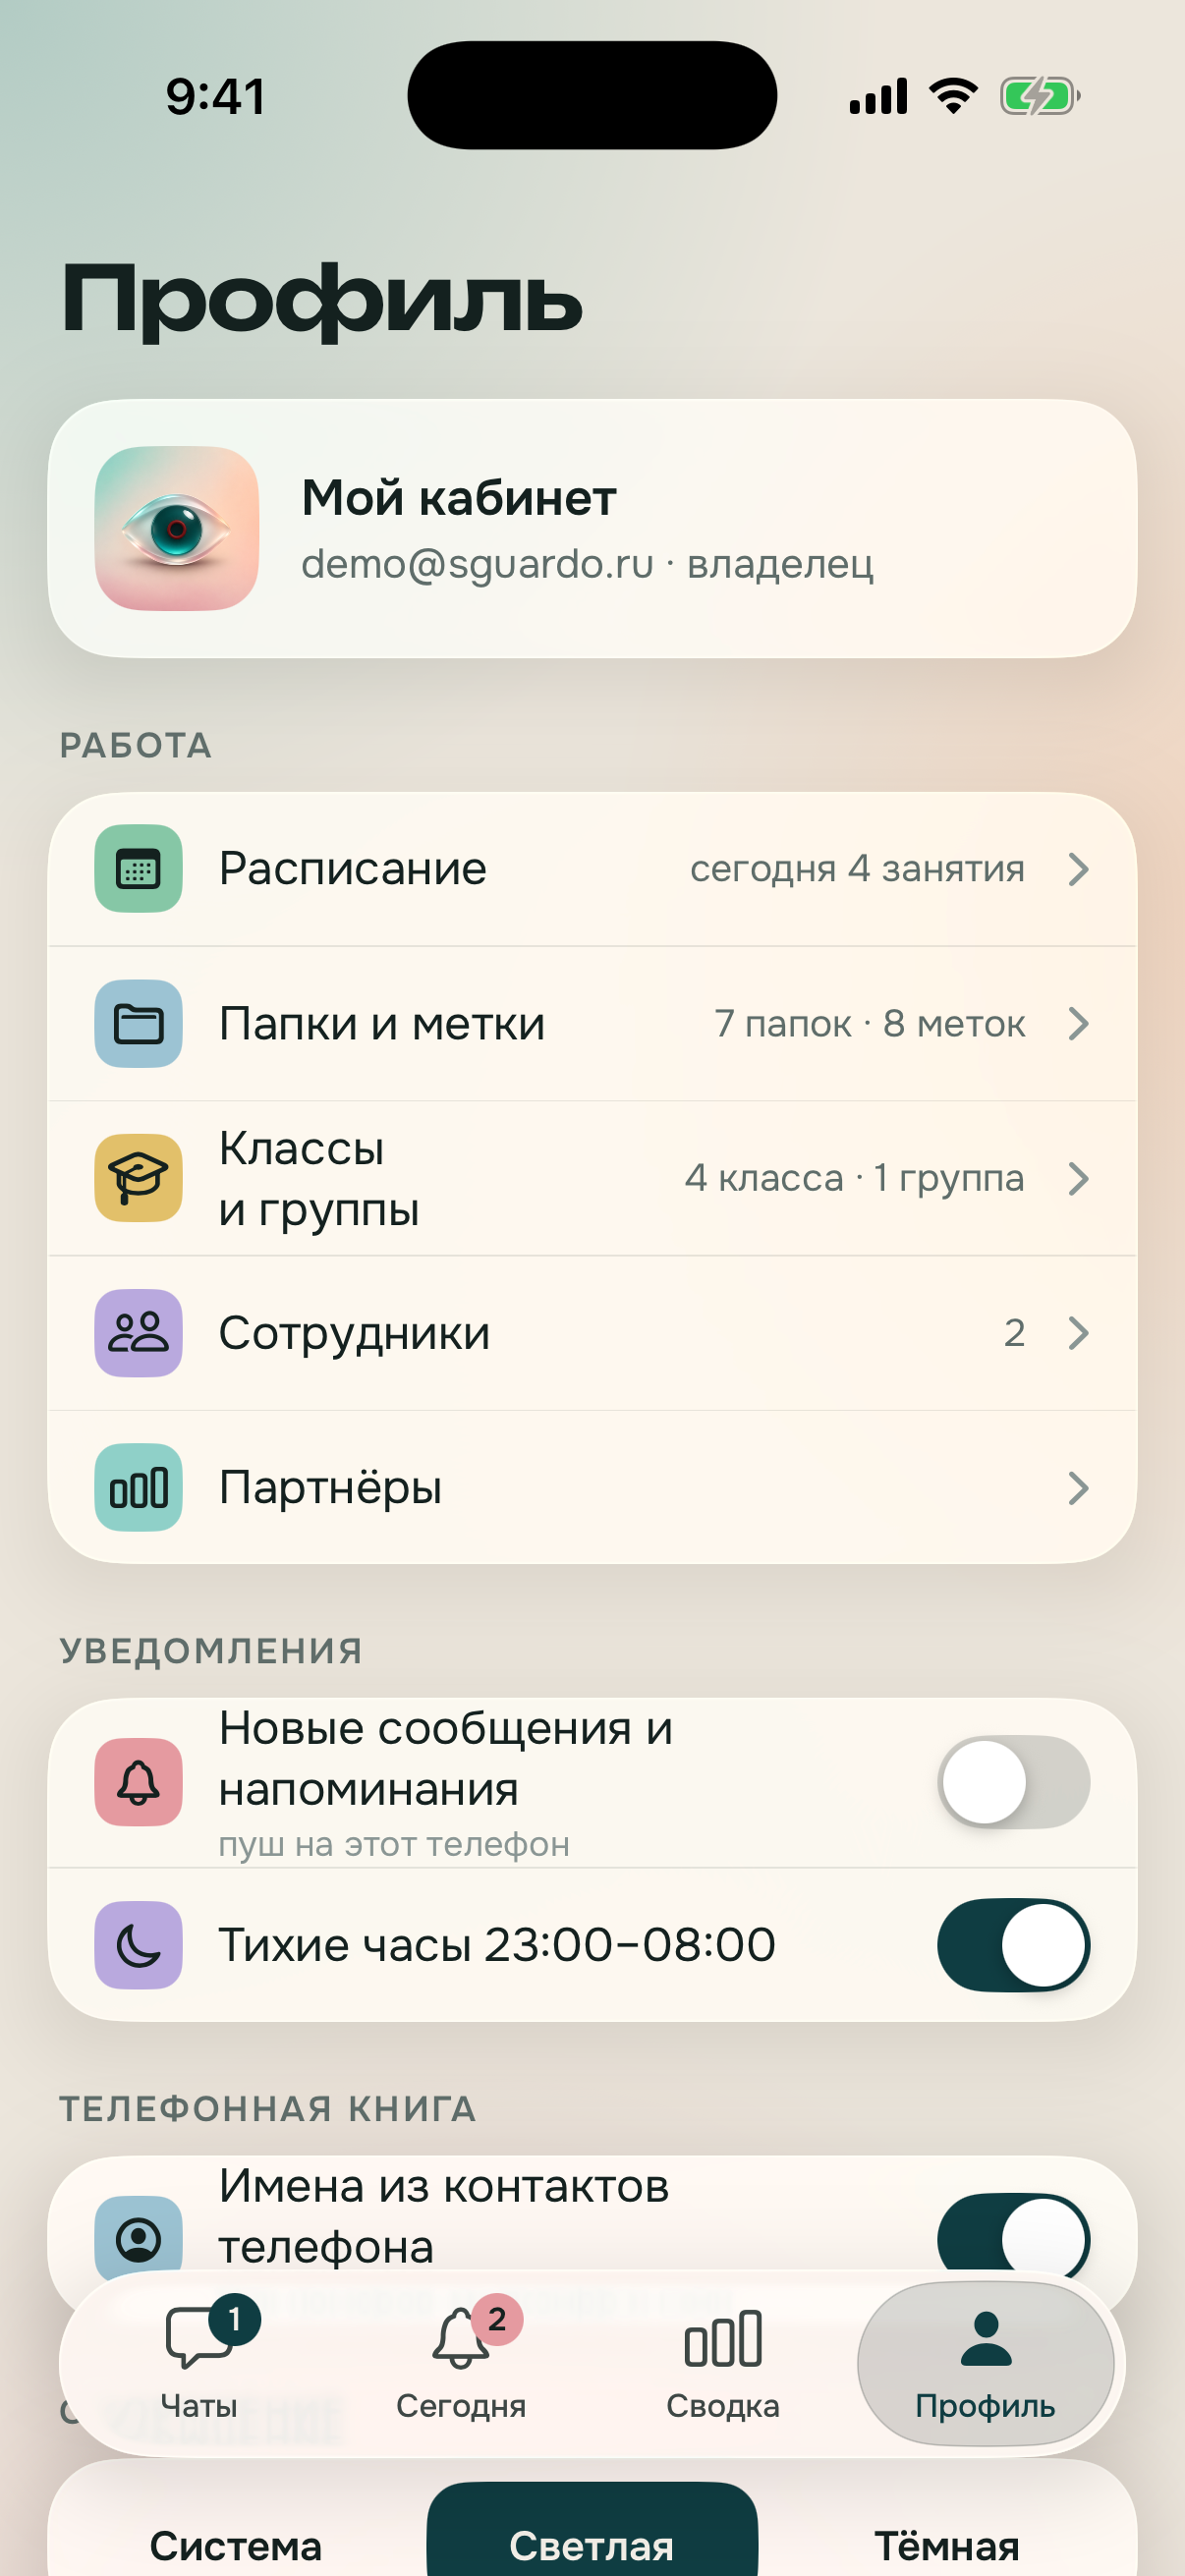 9:41
Профиль
Мой кабинет
demo@sguardo.ru · владелец
РАБОТА
Расписание
сегодня 4 занятия
Папки и метки
7 папок · 8 меток
Классы
и группы
4 класса · 1 группа
Сотрудники
2
Партнёры
УВЕДОМЛЕНИЯ
Новые сообщения и
напоминания
пуш на этот телефон
Тихие часы 23:00–08:00
ТЕЛЕФОННАЯ КНИГА
Имена из контактов
телефона
1
Чаты
2
Сегодня
Сводка
Профиль
Система
Светлая
Тёмная